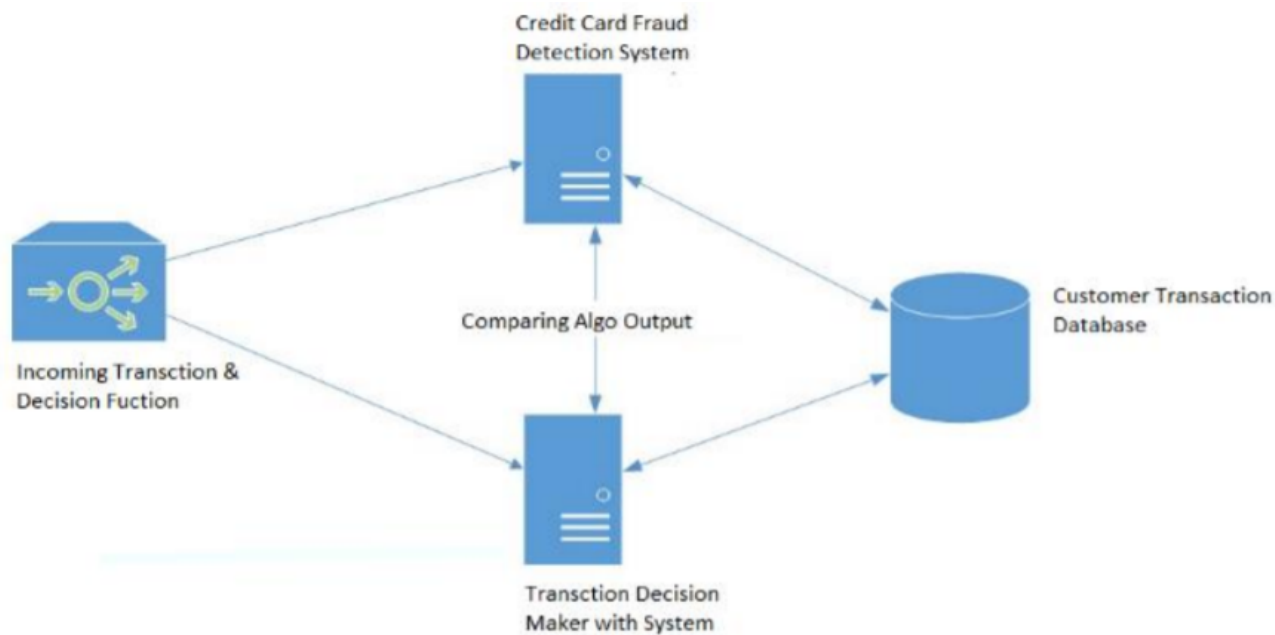 Credit Card Fraud
Detection System
Comparing Algo Output
Customer Transaction
Database
Incoming Transction &
Decision Fuction
Transction Decision
Maker with System